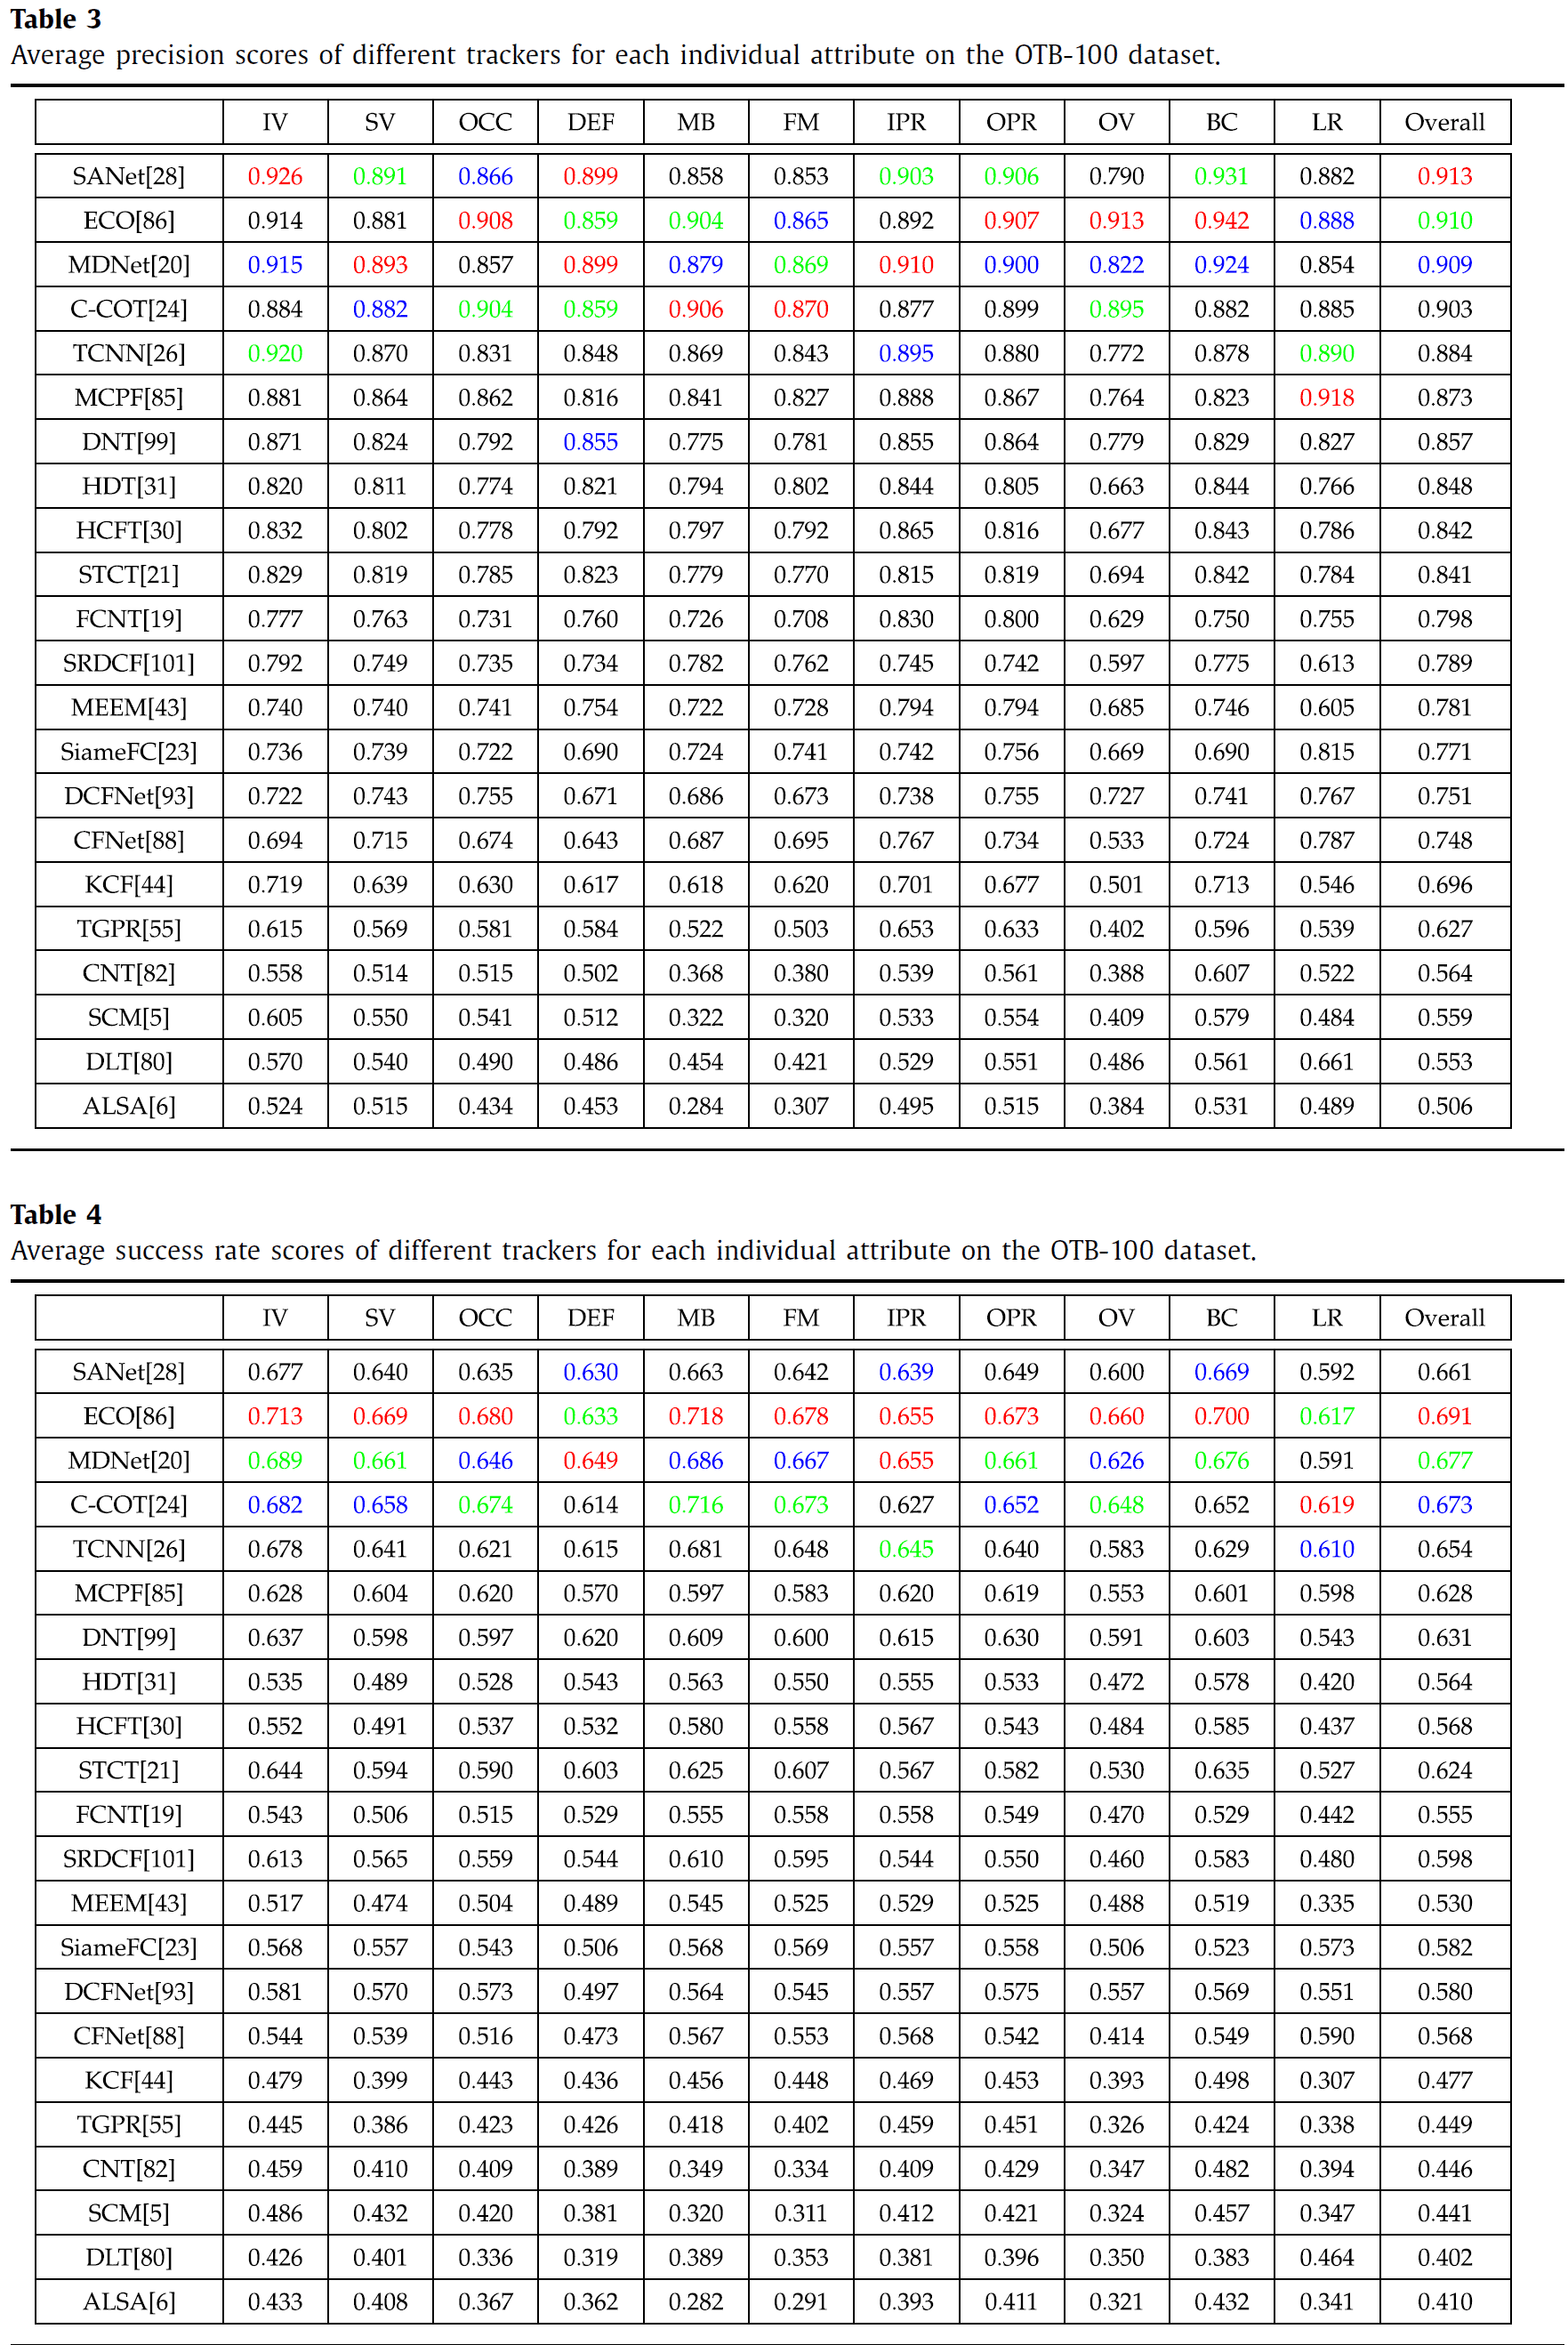 Table 3
Average precision scores of different trackers for each individual attribute on the OTB-100 dataset.
IV SV OCC DEF MB FM IPR OPR OV BC LR Overall
SANet[28] 0.926 0.891 0.866 0.899 0.858 0.853 0.903 0.906 0.790 0.931 0.882 0.913
ECO[86] 0.914 0.881 0.908 0.859 0.904 0.865 0.892 0.907 0.913 0.942 0.888 0.910
MDNet[20] 0.915 0.893 0.857 0.899 0.879 0.869 0.910 0.900 0.822 0.924 0.854 0.909
C-COT[24] 0.884 0.882 0.904 0.859 0.906 0.870 0.877 0.899 0.895 0.882 0.885 0.903
TCNN[26] 0.920 0.870 0.831 0.848 0.869 0.843 0.895 0.880 0.772 0.878 0.890 0.884
MCPF[85] 0.881 0.864 0.862 0.816 0.841 0.827 0.888 0.867 0.764 0.823 0.918 0.873
DNT[99] 0.871 0.824 0.792 0.855 0.775 0.781 0.855 0.864 0.779 0.829 0.827 0.857
HDT[31] 0.820 0.811 0.774 0.821 0.794 0.802 0.844 0.805 0.663 0.844 0.766 0.848
HCFT[30] 0.832 0.802 0.778 0.792 0.797 0.792 0.865 0.816 0.677 0.843 0.786 0.842
STCT[21] 0.829 0.819 0.785 0.823 0.779 0.770 0.815 0.819 0.694 0.842 0.784 0.841
FCNT[19] 0.777 0.763 0.731 0.760 0.726 0.708 0.830 0.800 0.629 0.750 0.755 0.798
SRDCF[101] 0.792 0.749 0.735 0.734 0.782 0.762 0.745 0.742 0.597 0.775 0.613 0.789
MEEM[43] 0.740 0.740 0.741 0.754 0.722 0.728 0.794 0.794 0.685 0.746 0.605 0.781
SiameFC[23] 0.736 0.739 0.722 0.690 0.724 0.741 0.742 0.756 0.669 0.690 0.815 0.771
DCFNet[93] 0.722 0.743 0.755 0.671 0.686 0.673 0.738 0.755 0.727 0.741 0.767 0.751
CFNet[88] 0.694 0.715 0.674 0.643 0.687 0.695 0.767 0.734 0.533 0.724 0.787 0.748
KCF[44] 0.719 0.639 0.630 0.617 0.618 0.620 0.701 0.677 0.501 0.713 0.546 0.696
TGPR[55] 0.615 0.569 0.581 0.584 0.522 0.503 0.653 0.633 0.402 0.596 0.539 0.627
CNT[82] 0.558 0.514 0.515 0.502 0.368 0.380 0.539 0.561 0.388 0.607 0.522 0.564
SCM[5] 0.605 0.550 0.541 0.512 0.322 0.320 0.533 0.554 0.409 0.579 0.484 0.559
DLT[80] 0.570 0.540 0.490 0.486 0.454 0.421 0.529 0.551 0.486 0.561 0.661 0.553
ALSA[6] 0.524 0.515 0.434 0.453 0.284 0.307 0.495 0.515 0.384 0.531 0.489 0.506
Table 4
Average success rate scores of different trackers for each individual attribute on the OTB-100 dataset.
IV SV OCC DEF MB FM IPR OPR OV BC LR Overall
SANet[28] 0.677 0.640 0.635 0.630 0.663 0.642 0.639 0.649 0.600 0.669 0.592 0.661
ECO[86] 0.713 0.669 0.680 0.633 0.718 0.678 0.655 0.673 0.660 0.700 0.617 0.691
MDNet[20] 0.689 0.661 0.646 0.649 0.686 0.667 0.655 0.661 0.626 0.676 0.591 0.677
C-COT[24] 0.682 0.658 0.674 0.614 0.716 0.673 0.627 0.652 0.648 0.652 0.619 0.673
TCNN[26] 0.678 0.641 0.621 0.615 0.681 0.648 0.645 0.640 0.583 0.629 0.610 0.654
MCPF[85] 0.628 0.604 0.620 0.570 0.597 0.583 0.620 0.619 0.553 0.601 0.598 0.628
DNT[99] 0.637 0.598 0.597 0.620 0.609 0.600 0.615 0.630 0.591 0.603 0.543 0.631
HDT[31] 0.535 0.489 0.528 0.543 0.563 0.550 0.555 0.533 0.472 0.578 0.420 0.564
HCFT[30] 0.552 0.491 0.537 0.532 0.580 0.558 0.567 0.543 0.484 0.585 0.437 0.568
STCT[21] 0.644 0.594 0.590 0.603 0.625 0.607 0.567 0.582 0.530 0.635 0.527 0.624
FCNT[19] 0.543 0.506 0.515 0.529 0.555 0.558 0.558 0.549 0.470 0.529 0.442 0.555
SRDCF[101] 0.613 0.565 0.559 0.544 0.610 0.595 0.544 0.550 0.460 0.583 0.480 0.598
MEEM[43] 0.517 0.474 0.504 0.489 0.545 0.525 0.529 0.525 0.488 0.519 0.335 0.530
SiameFC[23] 0.568 0.557 0.543 0.506 0.568 0.569 0.557 0.558 0.506 0.523 0.573 0.582
DCFNet[93] 0.581 0.570 0.573 0.497 0.564 0.545 0.557 0.575 0.557 0.569 0.551 0.580
CFNet[88] 0.544 0.539 0.516 0.473 0.567 0.553 0.568 0.542 0.414 0.549 0.590 0.568
KCF[44] 0.479 0.399 0.443 0.436 0.456 0.448 0.469 0.453 0.393 0.498 0.307 0.477
TGPR[55] 0.445 0.386 0.423 0.426 0.418 0.402 0.459 0.451 0.326 0.424 0.338 0.449
CNT[82] 0.459 0.410 0.409 0.389 0.349 0.334 0.409 0.429 0.347 0.482 0.394 0.446
SCM[5] 0.486 0.432 0.420 0.381 0.320 0.311 0.412 0.421 0.324 0.457 0.347 0.441
DLT[80] 0.426 0.401 0.336 0.319 0.389 0.353 0.381 0.396 0.350 0.383 0.464 0.402
ALSA[6] 0.433 0.408 0.367 0.362 0.282 0.291 0.393 0.411 0.321 0.432 0.341 0.410